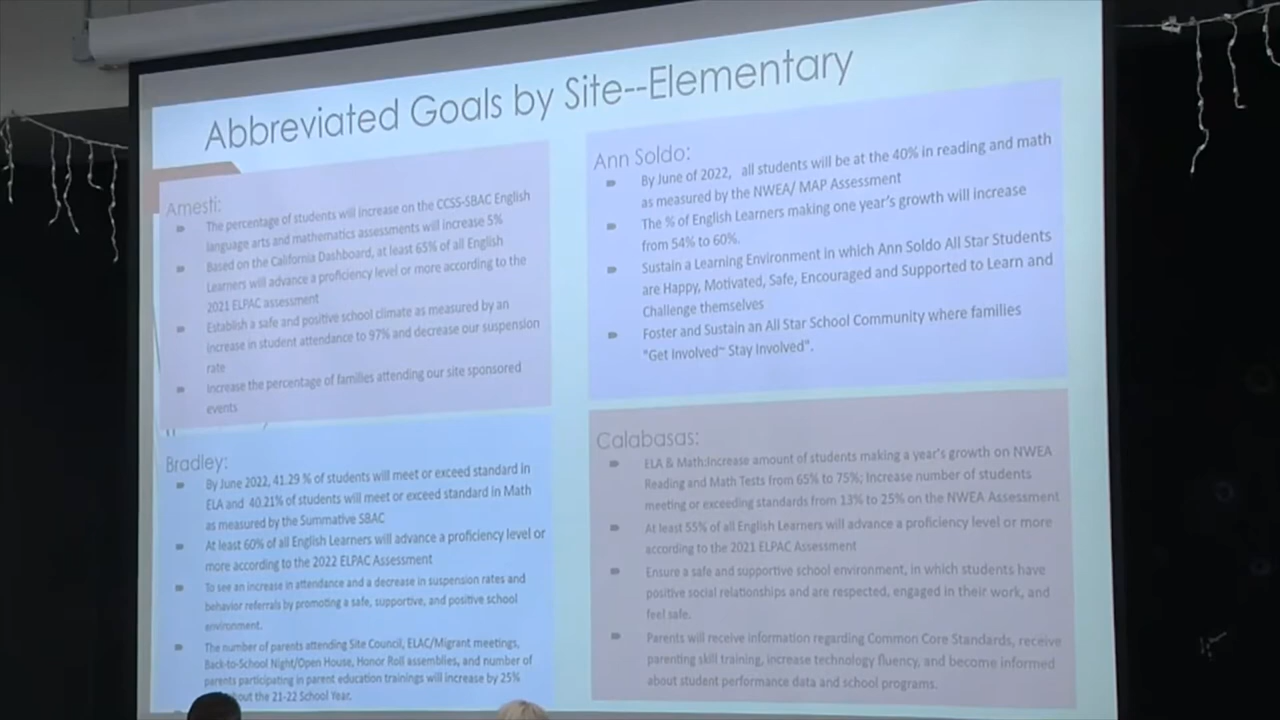 Abbreviated Goals by Site--Elementary
Amesti:
The percentage of students will increase on the CCSS-SBAC English
language arts and mathematics assessments will increase 5%
Based on the California Dashboard, at least 65% of all English
Learners will advance a proficiency level or more according to the
2021 ELPAC assessment
Establish a safe and positive school climate as measured by an
increase in student attendance to 97% and decrease our suspension
rate
Increase the percentage of families attending our site sponsored
events
Ann Soldo:
By June of 2022, all students will be at the 40% in reading and math
as measured by the NWEA/ MAP Assessment
The % of English Learners making one year's growth will increase
from 54% to 60%.
Sustain a Learning Environment in which Ann Soldo All Star Students
are Happy, Motivated, Safe, Encouraged and Supported to Learn and
Challenge themselves
Foster and Sustain an All Star School Community where families
"Get Involved~ Stay Involved".
Bradley:
By June 2022, 41.29 % of students will meet or exceed standard in
ELA and 40.21% of students will meet or exceed standard in Math
as measured by the Summative SBAC
At least 60% of all English Learners will advance a proficiency level or
more according to the 2022 ELPAC Assessment
To see an increase in attendance and a decrease in suspension rates and
behavior referrals by promoting a safe, supportive, and positive school
environment.
The number of parents attending Site Council, ELAC/Migrant meetings,
Back-to-School Night/Open House, Honor Roll assemblies, and number of
parents participating in parent education trainings will increase by 25%
out the 21-22 School Year.
Calabasas:
ELA & Math:Increase amount of students making a year's growth on NWEA
Reading and Math Tests from 65% to 75%; Increase number of students
meeting or exceeding standards from 13% to 25% on the NWEA Assessment
At least 55% of all English Learners will advance a proficiency level or more
according to the 2021 ELPAC Assessment
Ensure a safe and supportive school environment, in which students have
positive social relationships and are respected, engaged in their work, and
feel safe.
Parents will receive information regarding Common Core Standards, receive
parenting skill training, increase technology fluency, and become informed
about student performance data and school programs.